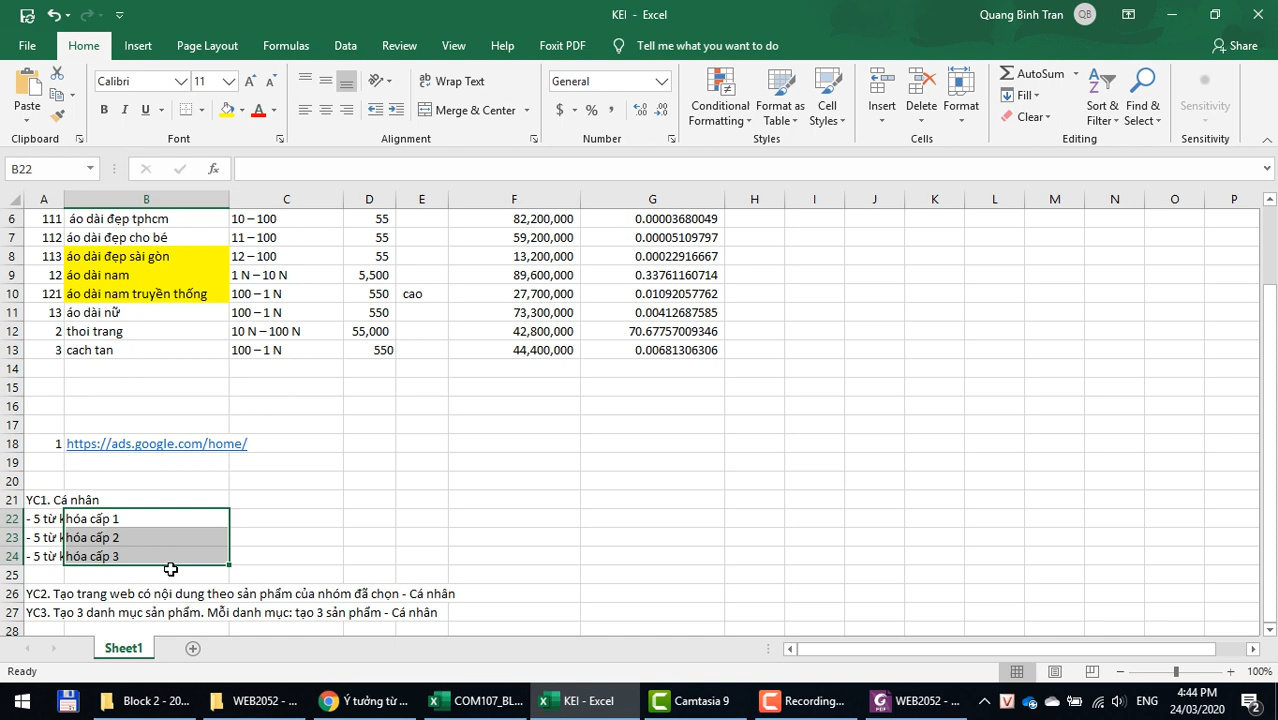 KEI - Excel
Quang Binh Tran QB
File Home Insert Page Layout Formulas Data Review View Help Foxit PDF Tell me what you want to do Share
Paste
Clipboard
Calibri 11
Font
Wrap Text
Merge & Center
Alignment
General
Number
Conditional Formatting
Format as Table
Cell Styles
Styles
Insert Delete Format
Cells
AutoSum
Fill
Clear
Sort & Filter
Find & Select
Editing
Sensitivity
Sensitivity
B22
A B C D E F G H I J K L M N O P
6 111 áo dài đẹp tphcm 10 – 100 55 82,200,000 0.00003680049
7 112 áo dài đẹp cho bé 11 – 100 55 59,200,000 0.00005109797
8 113 áo dài đẹp sài gòn 12 – 100 55 13,200,000 0.00022916667
9 12 áo dài nam 1 N – 10 N 5,500 89,600,000 0.33761160714
10 121 áo dài nam truyền thống 100 – 1 N 550 cao 27,700,000 0.01092057762
11 13 áo dài nữ 100 – 1 N 550 73,300,000 0.00412687585
12 2 thoi trang 10 N – 100 N 55,000 42,800,000 70.67757009346
13 3 cach tan 100 – 1 N 550 44,400,000 0.00681306306
14
15
16
17
18 1 https://ads.google.com/home/
19
20
21 YC1. Cá nhân
22 - 5 từ khóa cấp 1
23 - 5 từ khóa cấp 2
24 - 5 từ khóa cấp 3
25
26 YC2. Tạo trang web có nội dung theo sản phẩm của nhóm đã chọn - Cá nhân
27 YC3. Tạo 3 danh mục sản phẩm. Mỗi danh mục: tạo 3 sản phẩm - Cá nhân
28
Sheet1
Ready
100%
Block 2 - 20...
WEB2052 - ...
Ý tưởng từ ...
COM107_BL...
KEI - Excel
Camtasia 9
Recording...
WEB2052 - ...
ENG
4:44 PM
24/03/2020
2